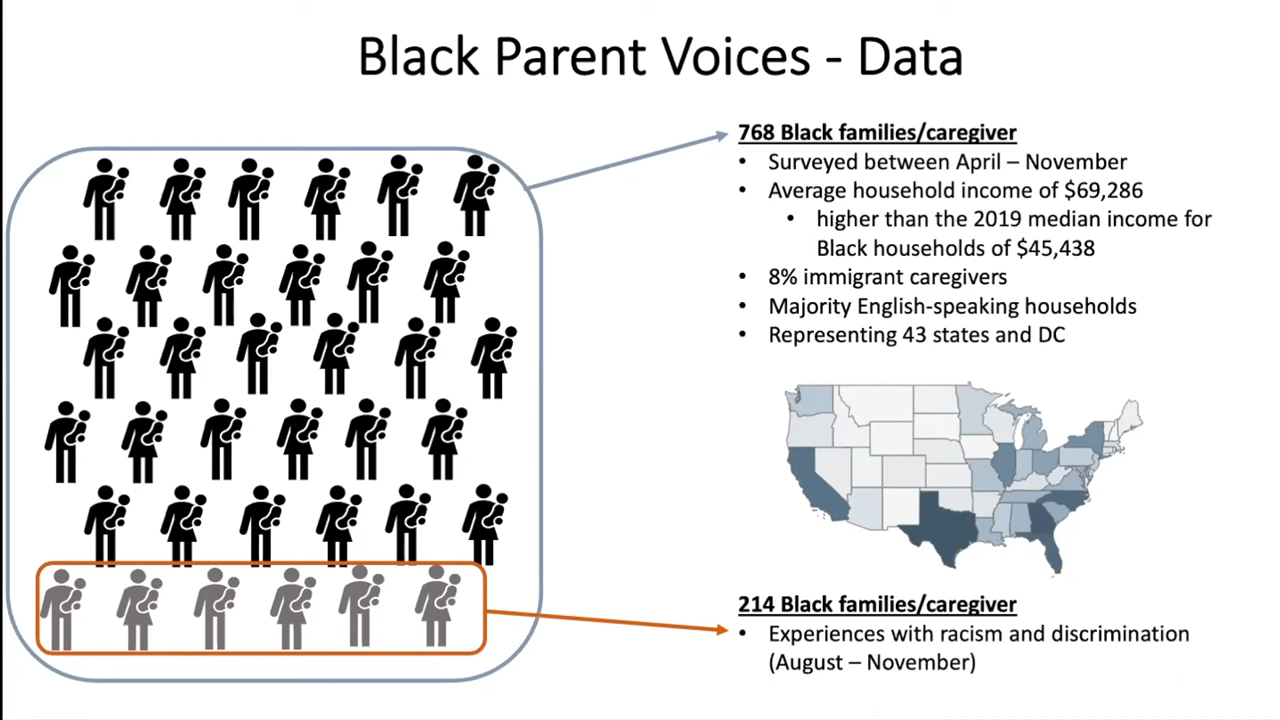 Black Parent Voices - Data
768 Black families/caregiver
• Surveyed between April – November
• Average household income of $69,286
• higher than the 2019 median income for
Black households of $45,438
• 8% immigrant caregivers
• Majority English-speaking households
• Representing 43 states and DC
214 Black families/caregiver
• Experiences with racism and discrimination
(August – November)